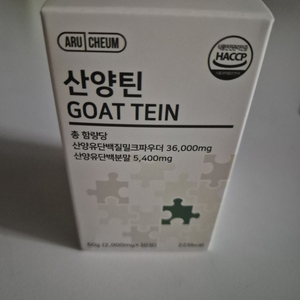 ARU CHEUM
HACCP
산양틴
GOAT TEIN
총 함량당
산양유단백질밀크파우더 36,000mg
산양유단백분말 5,400mg